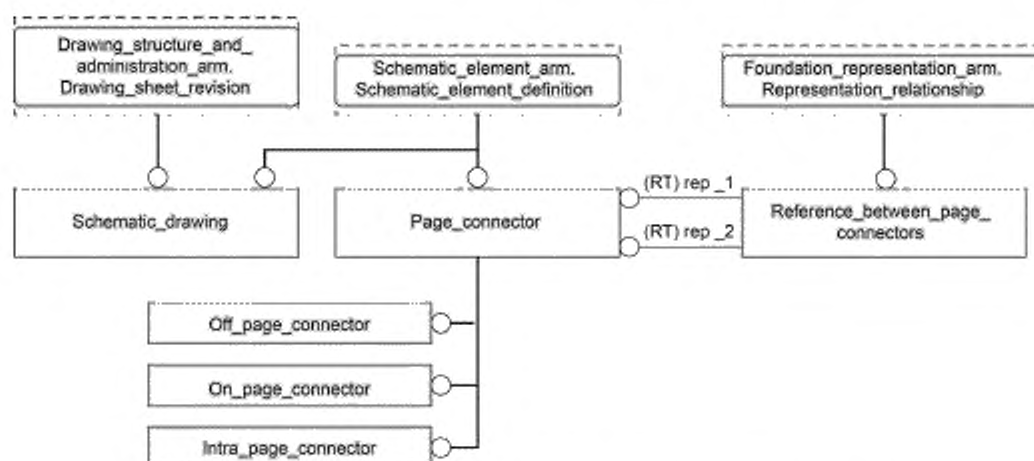 Drawing_structure_and_
administration_arm.
Drawing_sheet_revision
Schematic_element_arm.
Schematic_element_definition
Foundation_representation_arm.
Representation_relationship
Schematic_drawing
Page_connector
(RT) rep _1
(RT) rep _2
Reference_between_page_
connectors
Off_page_connector
On_page_connector
Intra_page_connector